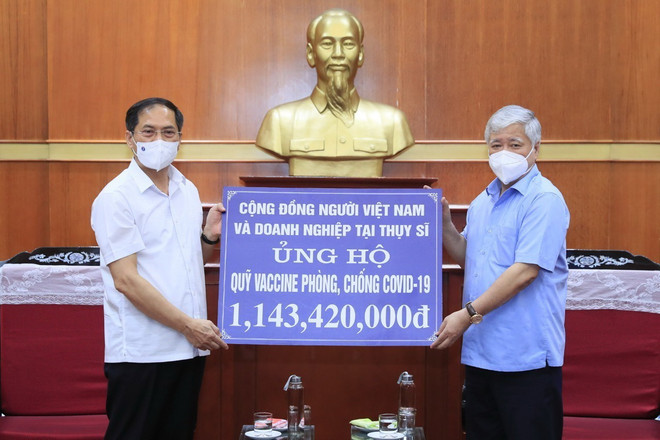 CỘNG ĐỒNG NGƯỜI VIỆT NAM
VÀ DOANH NGHIỆP TẠI THỤY SĨ
ỦNG HỘ
QUỸ VACCINE PHÒNG, CHỐNG COVID-19
1,143,420,000đ